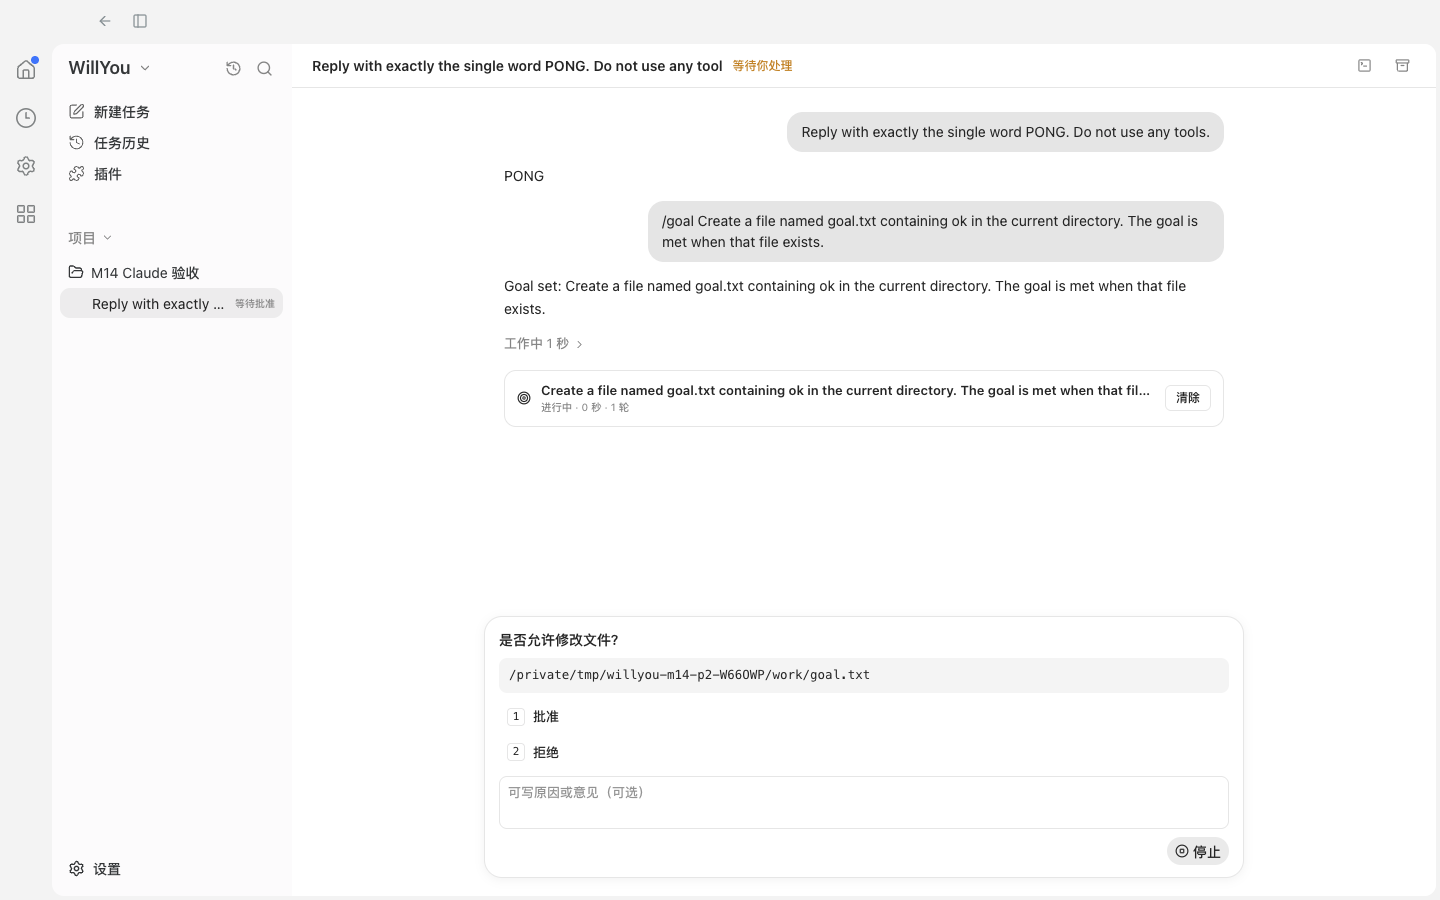 WillYou
新建任务
任务历史
插件
项目
M14 Claude 验收
Reply with exactly ... 等待批准
设置
Reply with exactly the single word PONG. Do not use any tool 等待你处理
Reply with exactly the single word PONG. Do not use any tools.
PONG
/goal Create a file named goal.txt containing ok in the current directory. The goal is
met when that file exists.
Goal set: Create a file named goal.txt containing ok in the current directory. The goal is met when that file
exists.
工作中 1 秒
Create a file named goal.txt containing ok in the current directory. The goal is met when that fil...
进行中 · 0 秒 · 1 轮
清除
是否允许修改文件?
/private/tmp/willyou-m14-p2-W66OWP/work/goal.txt
1 批准
2 拒绝
可写原因或意见（可选）
停止